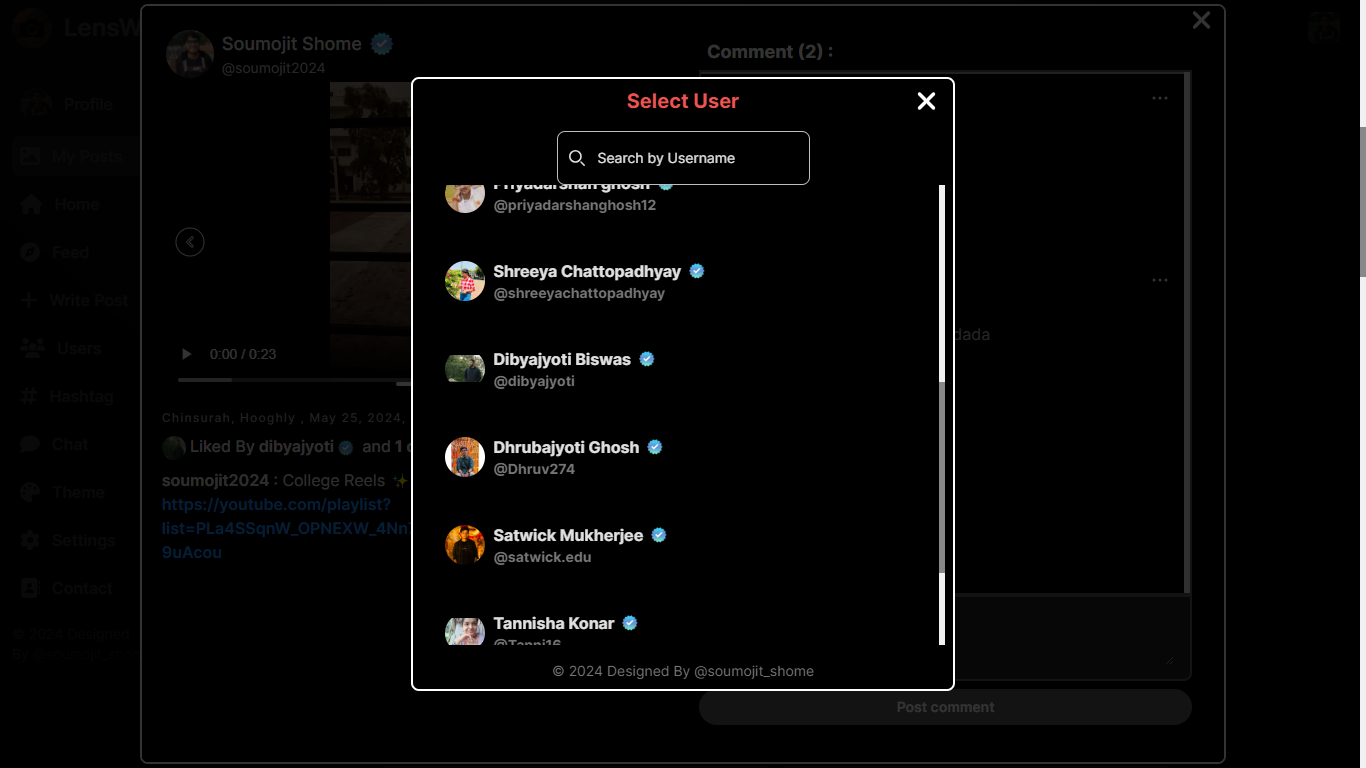 LensW
Profile
My Posts
Home
Feed
Write Post
Users
Hashtag
Chat
Theme
Settings
Contact
© 2024 Designed
Soumojit Shome
@soumojit2024
0:00 / 0:23
Chinsurah, Hooghly , May 25, 2024,
Liked By dibyajyoti and 1
soumojit2024 : College Reels ✨
https://youtube.com/playlist?
list=PLa4SSqnW_OPNEXW_4Nn
9uAcou
Comment (2) :
dada
Post comment
Select User
Search by Username
Priyadarshan ghosh
@priyadarshanghosh12
Shreeya Chattopadhyay
@shreeyachattopadhyay
Dibyajyoti Biswas
@dibyajyoti
Dhrubajyoti Ghosh
@Dhruv274
Satwick Mukherjee
@satwick.edu
Tannisha Konar
@Tanni16
© 2024 Designed By @soumojit_shome